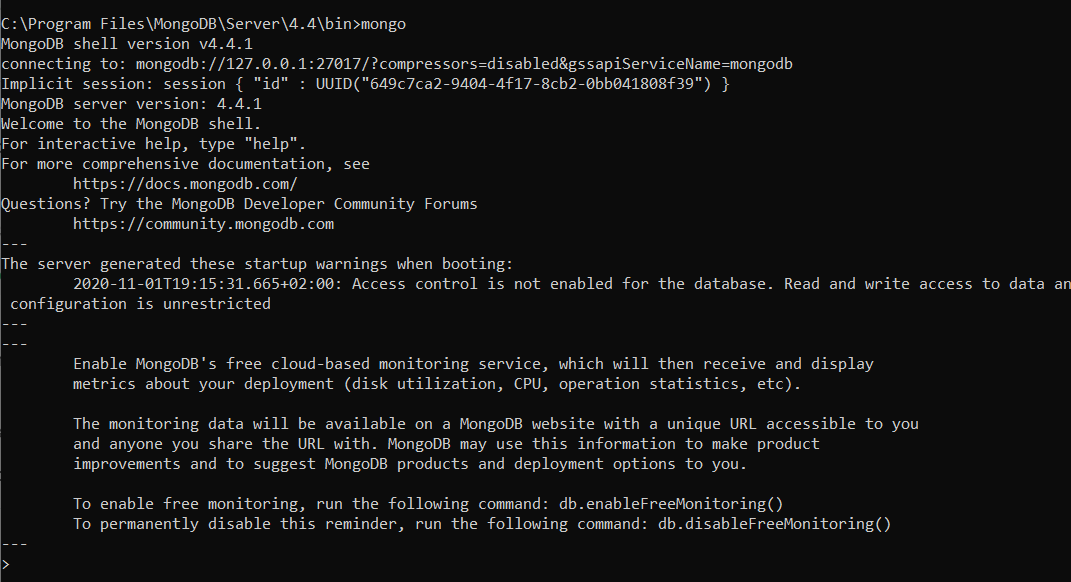 C:\Program Files\MongoDB\Server\4.4\bin>mongo
MongoDB shell version v4.4.1
connecting to: mongodb://127.0.0.1:27017/?compressors=disabled&gssapiServiceName=mongodb
Implicit session: session { "id" : UUID("649c7ca2-9404-4f17-8cb2-0bb041808f39") }
MongoDB server version: 4.4.1
Welcome to the MongoDB shell.
For interactive help, type "help".
For more comprehensive documentation, see
https://docs.mongodb.com/
Questions? Try the MongoDB Developer Community Forums
https://community.mongodb.com
---
The server generated these startup warnings when booting:
2020-11-01T19:15:31.665+02:00: Access control is not enabled for the database. Read and write access to data an
configuration is unrestricted
---
---
Enable MongoDB's free cloud-based monitoring service, which will then receive and display
metrics about your deployment (disk utilization, CPU, operation statistics, etc).
The monitoring data will be available on a MongoDB website with a unique URL accessible to you
and anyone you share the URL with. MongoDB may use this information to make product
improvements and to suggest MongoDB products and deployment options to you.
To enable free monitoring, run the following command: db.enableFreeMonitoring()
To permanently disable this reminder, run the following command: db.disableFreeMonitoring()
---
>